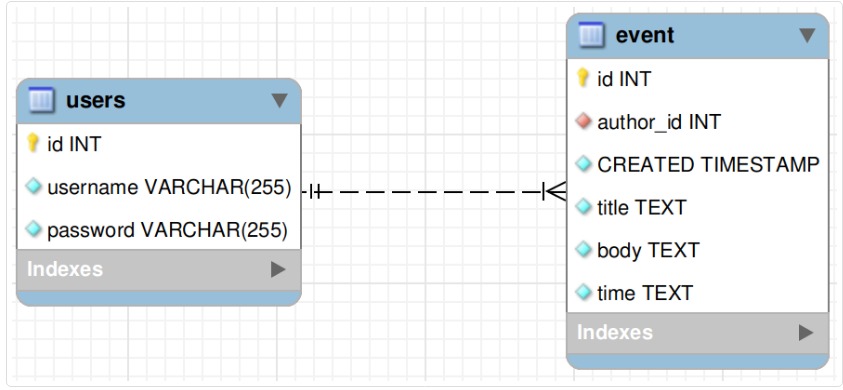 users
id INT
username VARCHAR(255)
password VARCHAR(255)
Indexes
event
id INT
author_id INT
CREATED TIMESTAMP
title TEXT
body TEXT
time TEXT
Indexes